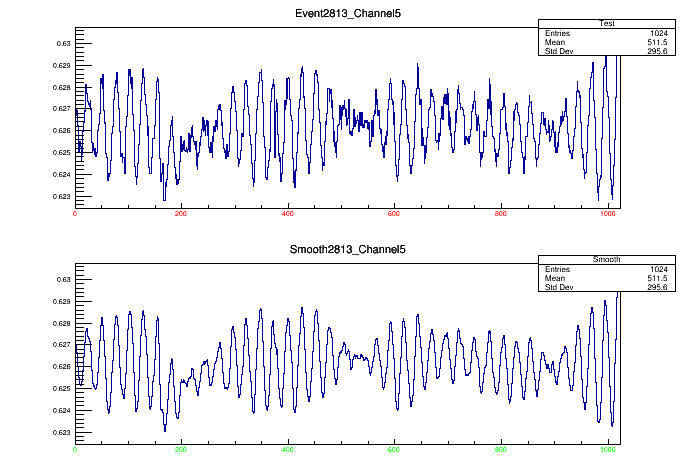 Event2813_Channel5
Test
Entries 1024
Mean 511.5
Std Dev 295.6
0.63
0.629
0.628
0.627
0.626
0.625
0.624
0.623
0 200 400 600 800 1000
Smooth2813_Channel5
Smooth
Entries 1024
Mean 511.5
Std Dev 295.6
0.63
0.629
0.628
0.627
0.626
0.625
0.624
0.623
0 200 400 600 800 1000